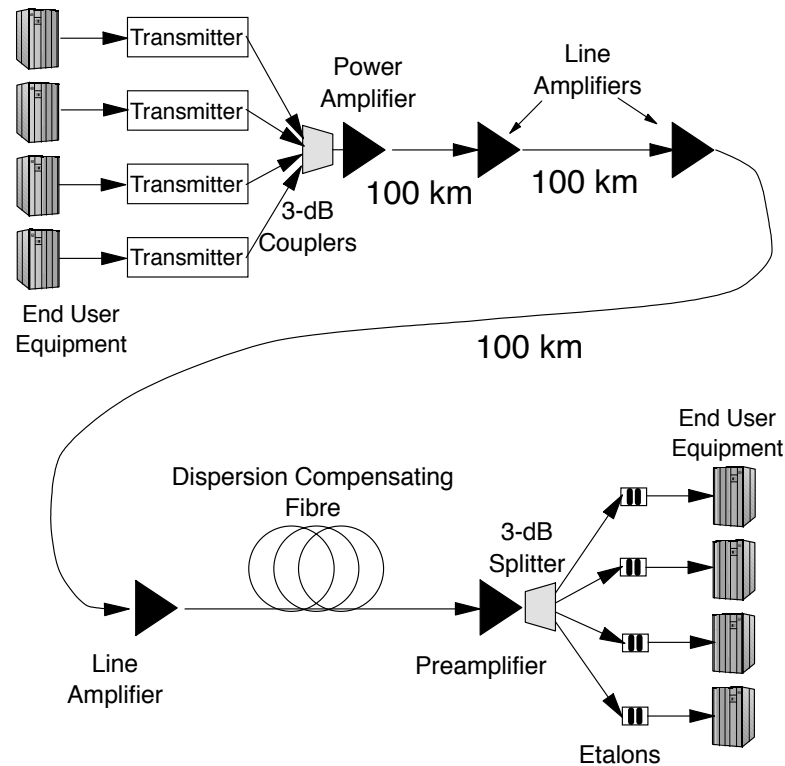 Transmitter
Transmitter
Transmitter
Transmitter
Power
Amplifier
Line
Amplifiers
100 km
100 km
3-dB
Couplers
End User
Equipment
100 km
End User
Equipment
Dispersion Compensating
Fibre
3-dB
Splitter
Line
Amplifier
Preamplifier
Etalons